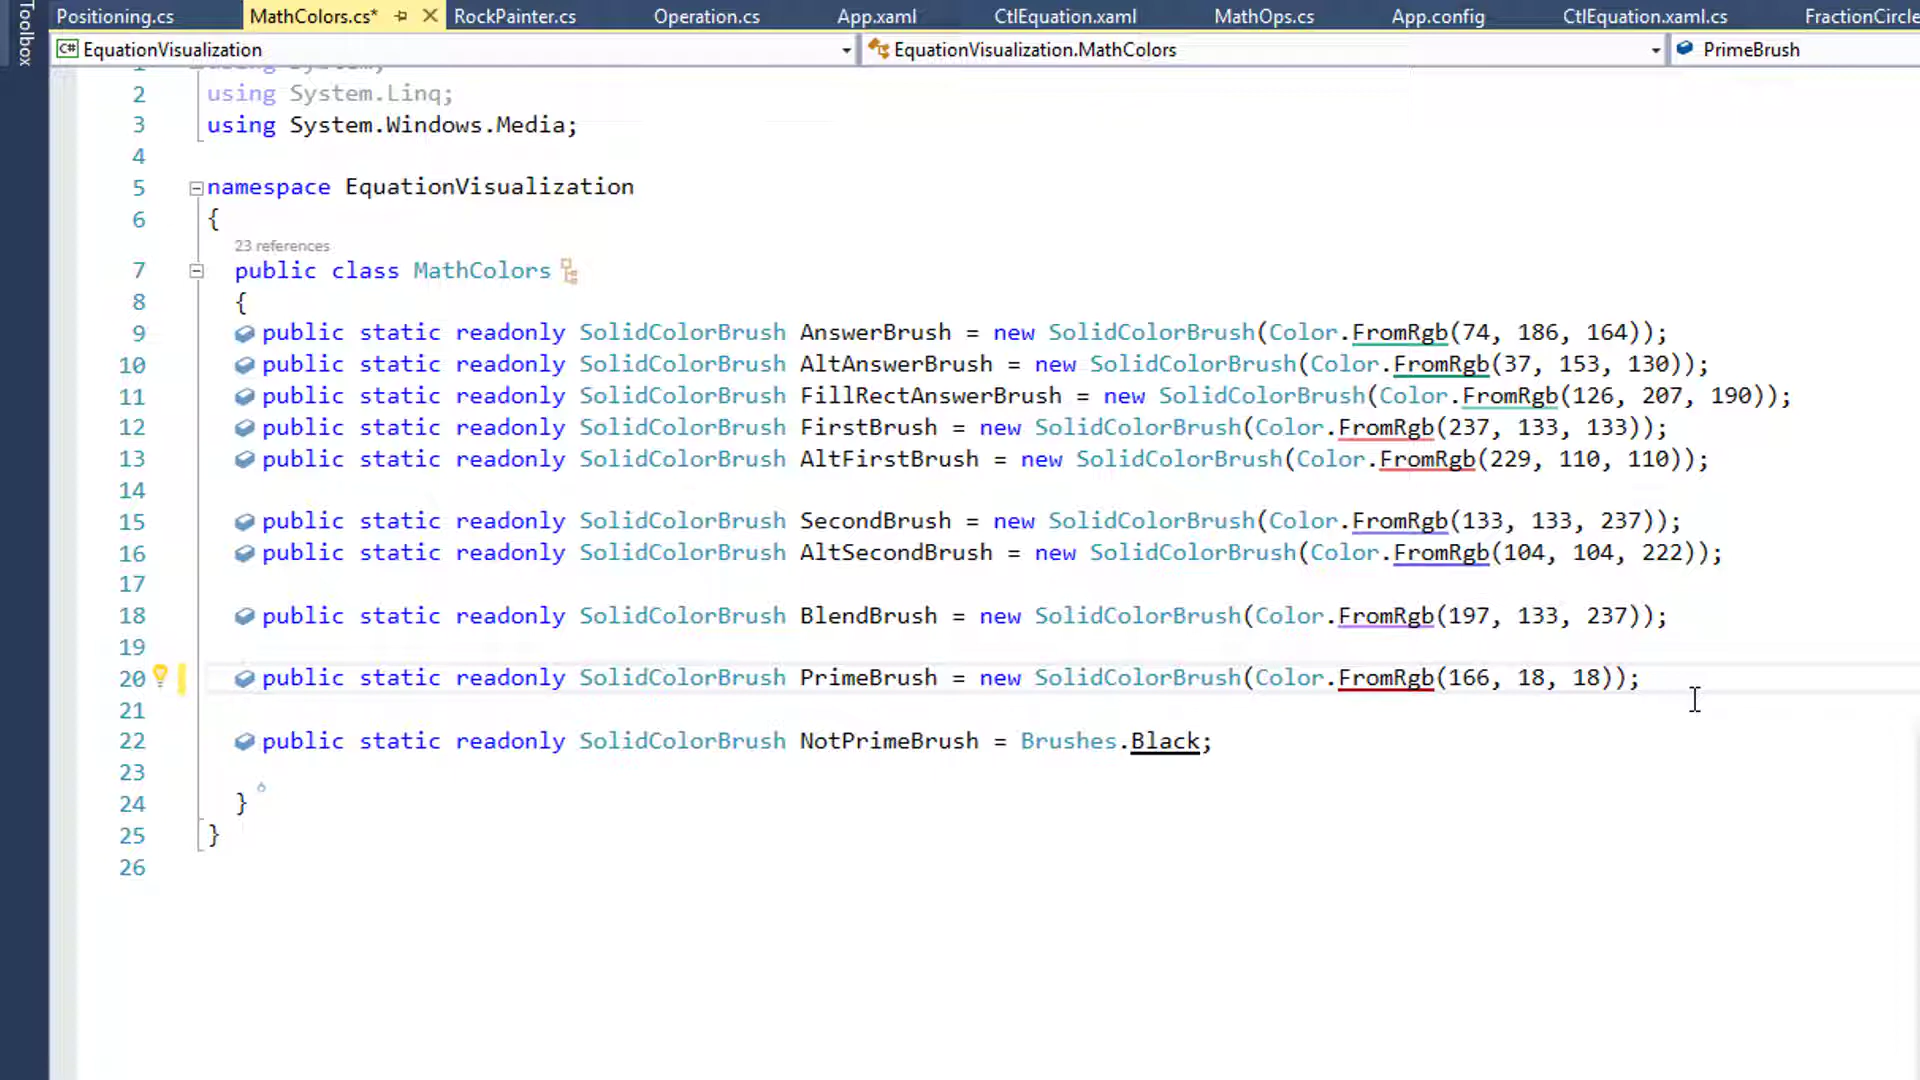 Toolbox
Positioning.cs MathColors.cs* RockPainter.cs Operation.cs App.xaml CtlEquation.xaml MathOps.cs App.config CtlEquation.xaml.cs FractionCircle
C# EquationVisualization EquationVisualization.MathColors PrimeBrush
1 using System;
2 using System.Linq;
3 using System.Windows.Media;
4
5 namespace EquationVisualization
6 {
23 references
7 public class MathColors
8 {
9 public static readonly SolidColorBrush AnswerBrush = new SolidColorBrush(Color.FromRgb(74, 186, 164));
10 public static readonly SolidColorBrush AltAnswerBrush = new SolidColorBrush(Color.FromRgb(37, 153, 130));
11 public static readonly SolidColorBrush FillRectAnswerBrush = new SolidColorBrush(Color.FromRgb(126, 207, 190));
12 public static readonly SolidColorBrush FirstBrush = new SolidColorBrush(Color.FromRgb(237, 133, 133));
13 public static readonly SolidColorBrush AltFirstBrush = new SolidColorBrush(Color.FromRgb(229, 110, 110));
14
15 public static readonly SolidColorBrush SecondBrush = new SolidColorBrush(Color.FromRgb(133, 133, 237));
16 public static readonly SolidColorBrush AltSecondBrush = new SolidColorBrush(Color.FromRgb(104, 104, 222));
17
18 public static readonly SolidColorBrush BlendBrush = new SolidColorBrush(Color.FromRgb(197, 133, 237));
19
20 public static readonly SolidColorBrush PrimeBrush = new SolidColorBrush(Color.FromRgb(166, 18, 18));
21
22 public static readonly SolidColorBrush NotPrimeBrush = Brushes.Black;
23
24 }
25 }
26